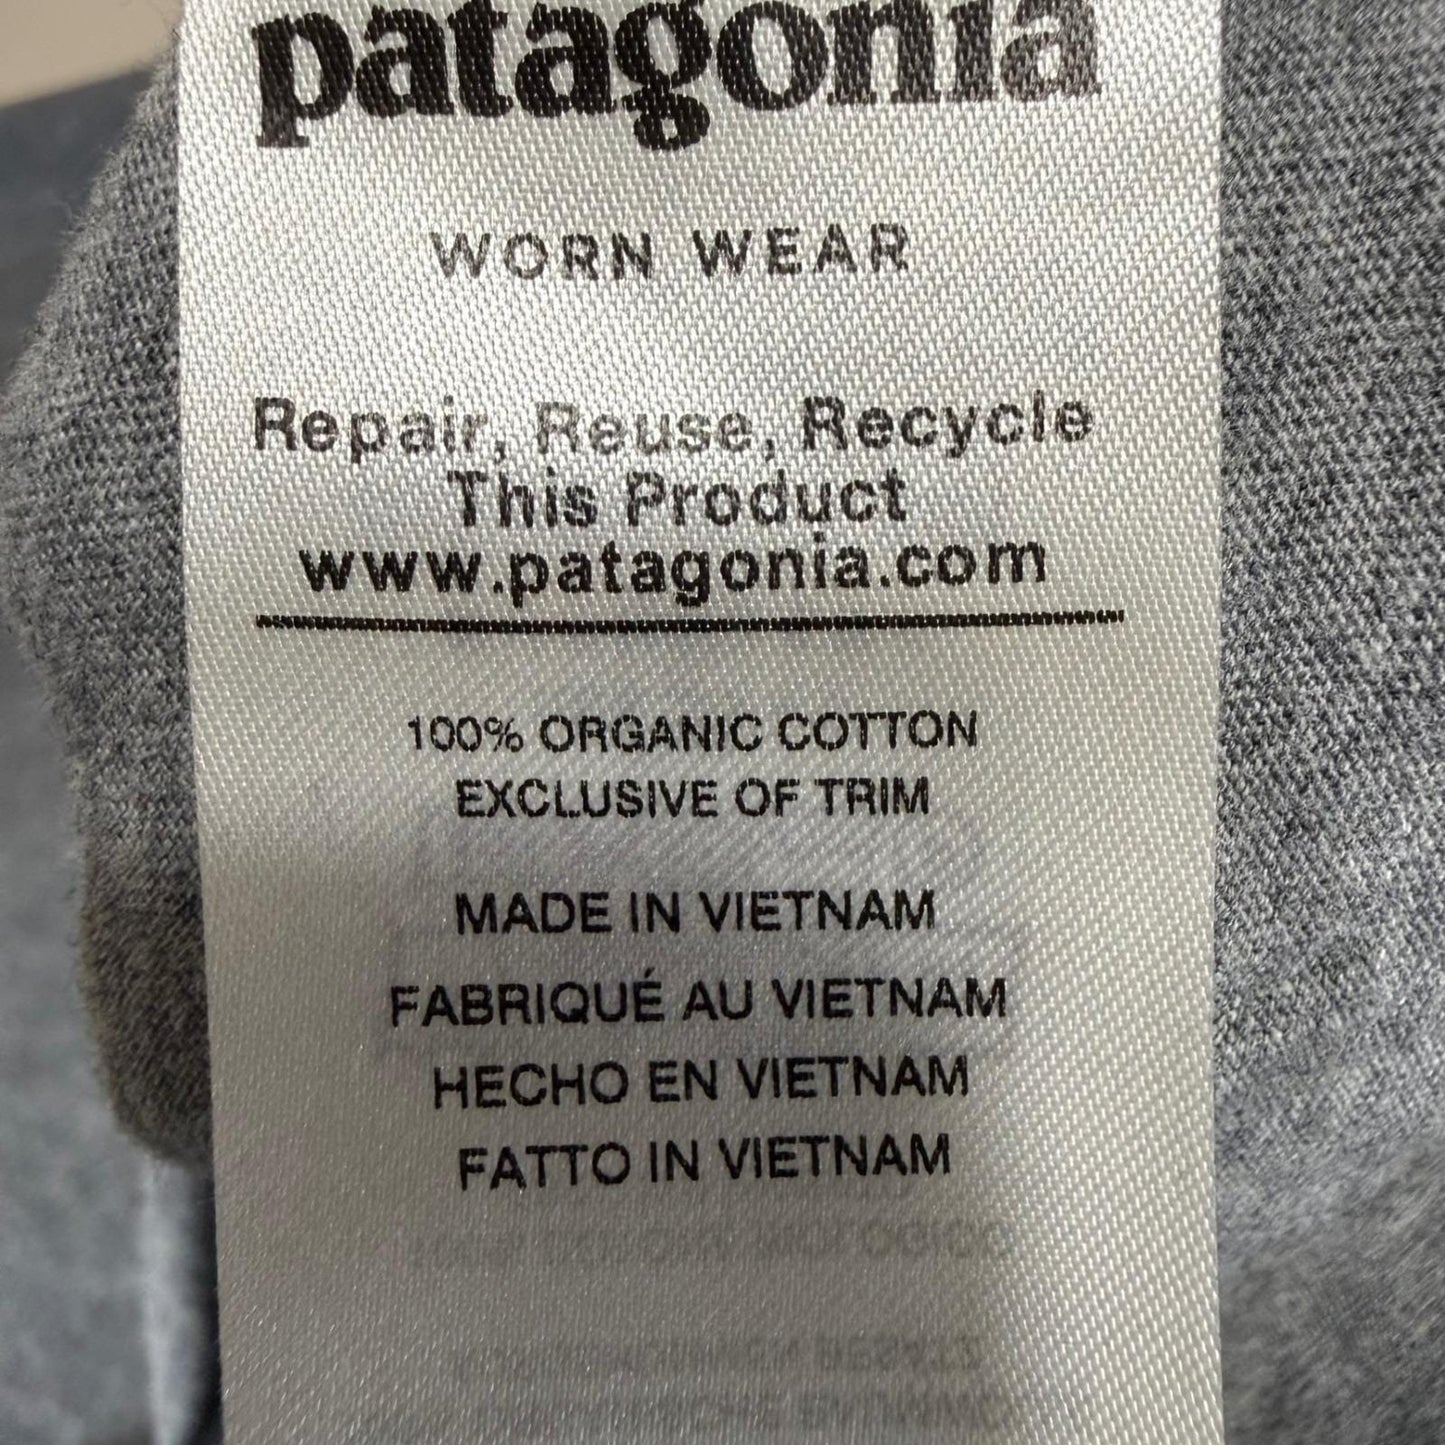 patagonia
WORN WEAR
Repair, Reuse, Recycle
This Product
www.patagonia.com
100% ORGANIC COTTON
EXCLUSIVE OF TRIM
MADE IN VIETNAM
FABRIQUÉ AU VIETNAM
HECHO EN VIETNAM
FATTO IN VIETNAM